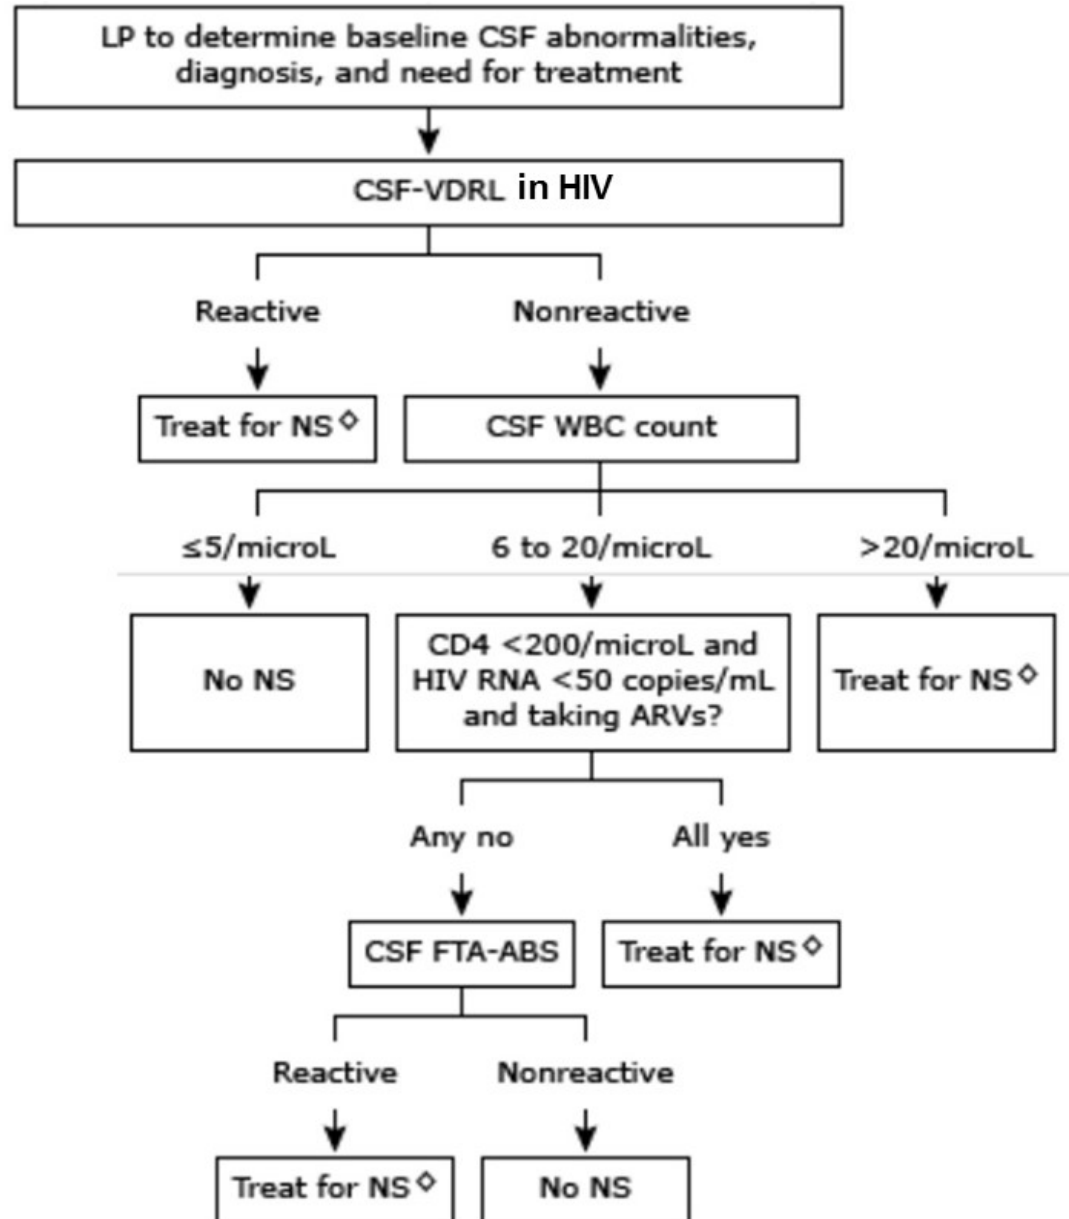 LP to determine baseline CSF abnormalities,
diagnosis, and need for treatment
CSF-VDRL in HIV
Reactive
Nonreactive
Treat for NS◇
CSF WBC count
≤5/microL
6 to 20/microL
>20/microL
No NS
CD4 <200/microL and
HIV RNA <50 copies/mL
and taking ARVs?
Treat for NS◇
Any no
All yes
CSF FTA-ABS
Treat for NS◇
Reactive
Nonreactive
Treat for NS◇
No NS